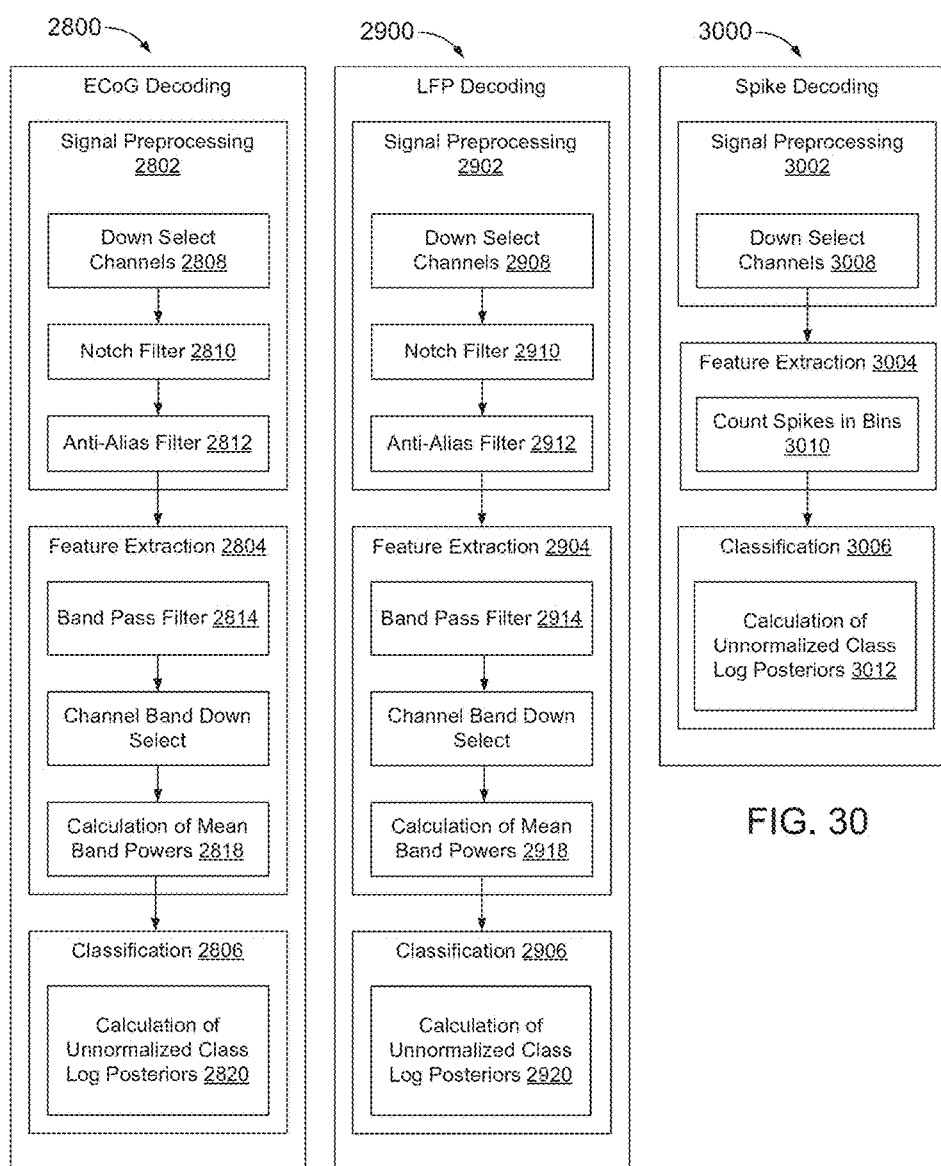 2800
ECoG Decoding
Signal Preprocessing
2802
Down Select
Channels 2808
Notch Filter 2810
Anti-Alias Filter 2812
Feature Extraction 2804
Band Pass Filter 2814
Channel Band Down
Select
Calculation of Mean
Band Powers 2818
Classification 2806
Calculation of
Unnormalized Class
Log Posteriors 2820
2900
LFP Decoding
Signal Preprocessing
2902
Down Select
Channels 2908
Notch Filter 2910
Anti-Alias Filter 2912
Feature Extraction 2904
Band Pass Filter 2914
Channel Band Down
Select
Calculation of Mean
Band Powers 2918
Classification 2906
Calculation of
Unnormalized Class
Log Posteriors 2920
3000
Spike Decoding
Signal Preprocessing
3002
Down Select
Channels 3008
Feature Extraction 3004
Count Spikes in Bins
3010
Classification 3006
Calculation of
Unnormalized Class
Log Posteriors 3012
FIG. 30